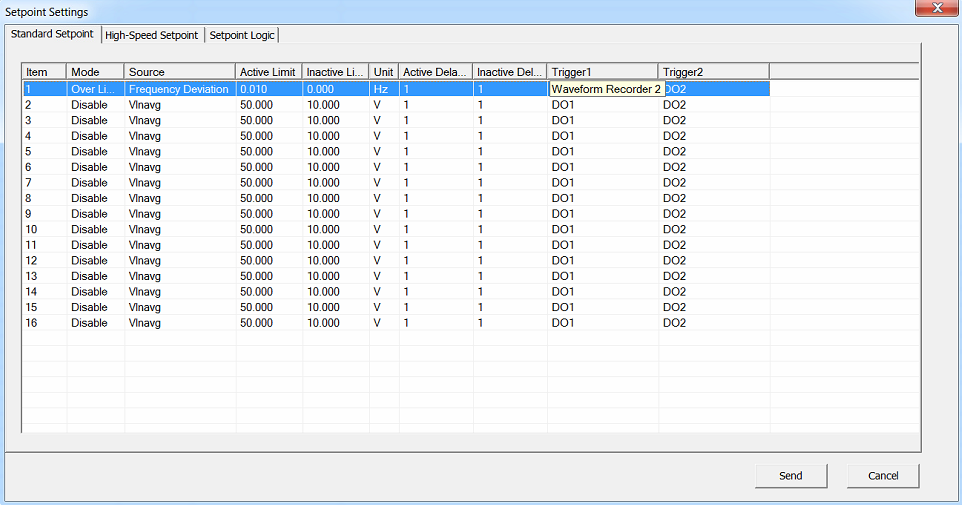 Setpoint Settings
Standard Setpoint High-Speed Setpoint Setpoint Logic
Item Mode Source Active Limit Inactive Li... Unit Active Dela... Inactive Del... Trigger1 Trigger2
1 Over Li... Frequency Deviation 0.010 0.000 Hz 1 1 Waveform Recorder 2 DO2
2 Disable Vlnavg 50.000 10.000 V 1 1 DO1 DO2
3 Disable Vlnavg 50.000 10.000 V 1 1 DO1 DO2
4 Disable Vlnavg 50.000 10.000 V 1 1 DO1 DO2
5 Disable Vlnavg 50.000 10.000 V 1 1 DO1 DO2
6 Disable Vlnavg 50.000 10.000 V 1 1 DO1 DO2
7 Disable Vlnavg 50.000 10.000 V 1 1 DO1 DO2
8 Disable Vlnavg 50.000 10.000 V 1 1 DO1 DO2
9 Disable Vlnavg 50.000 10.000 V 1 1 DO1 DO2
10 Disable Vlnavg 50.000 10.000 V 1 1 DO1 DO2
11 Disable Vlnavg 50.000 10.000 V 1 1 DO1 DO2
12 Disable Vlnavg 50.000 10.000 V 1 1 DO1 DO2
13 Disable Vlnavg 50.000 10.000 V 1 1 DO1 DO2
14 Disable Vlnavg 50.000 10.000 V 1 1 DO1 DO2
15 Disable Vlnavg 50.000 10.000 V 1 1 DO1 DO2
16 Disable Vlnavg 50.000 10.000 V 1 1 DO1 DO2
Send Cancel